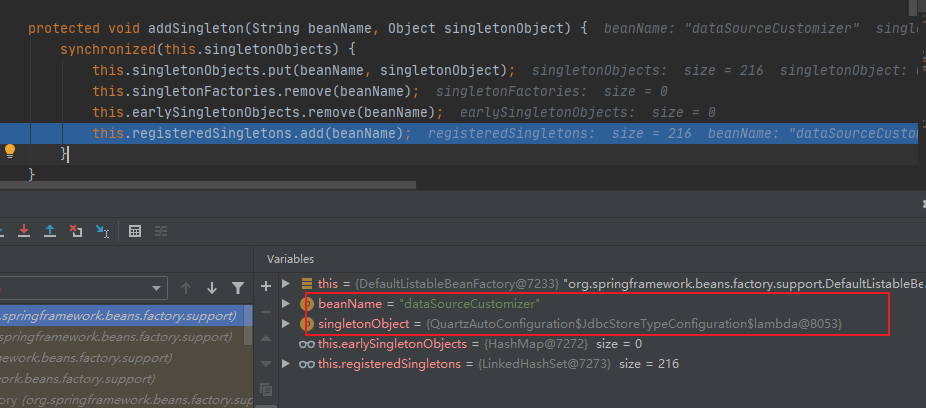 protected void addSingleton(String beanName, Object singletonObject) { beanName: "dataSourceCustomizer" singl
synchronized(this.singletonObjects) {
this.singletonObjects.put(beanName, singletonObject); singletonObjects: size = 216 singletonObject:
this.singletonFactories.remove(beanName); singletonFactories: size = 0
this.earlySingletonObjects.remove(beanName); earlySingletonObjects: size = 0
this.registeredSingletons.add(beanName); registeredSingletons: size = 216 beanName: "dataSourceCustom
}
}
Variables
this = {DefaultListableBeanFactory@7233} "org.springframework.beans.factory.support.DefaultListableBe...
beanName = "dataSourceCustomizer"
singletonObject = {QuartzAutoConfiguration$JdbcStoreTypeConfiguration$lambda@8053}
this.earlySingletonObjects = {HashMap@7272} size = 0
this.registeredSingletons = {LinkedHashSet@7273} size = 216
g.springframework.beans.factory.support)
springframework.beans.factory.support)
work.beans.factory.support)
ework.beans.factory.support)
ory (org.springframework.beans.factory.sup